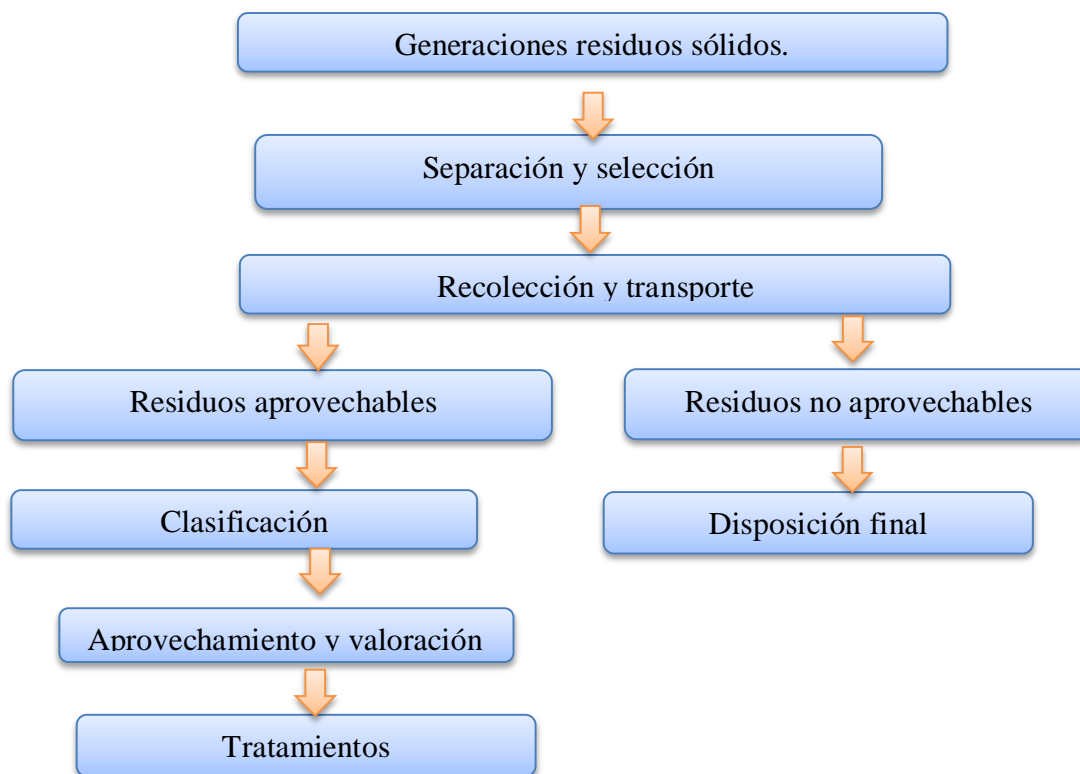 Generaciones residuos sólidos.
Separación y selección
Recolección y transporte
Residuos aprovechables
Residuos no aprovechables
Clasificación
Disposición final
Aprovechamiento y valoración
Tratamientos